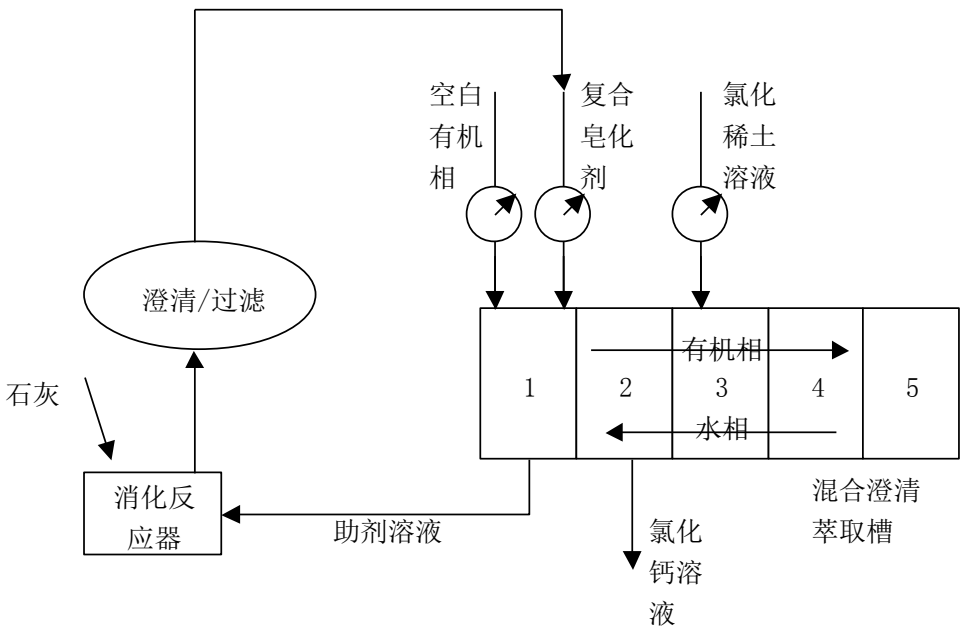 空白
有机
相
复合
皂化
剂
氯化
稀土
溶液
澄清/过滤
有机相
石灰
1
2
3
4
5
水相
消化反
应器
助剂溶液
混合澄清
萃取槽
氯化
钙溶
液